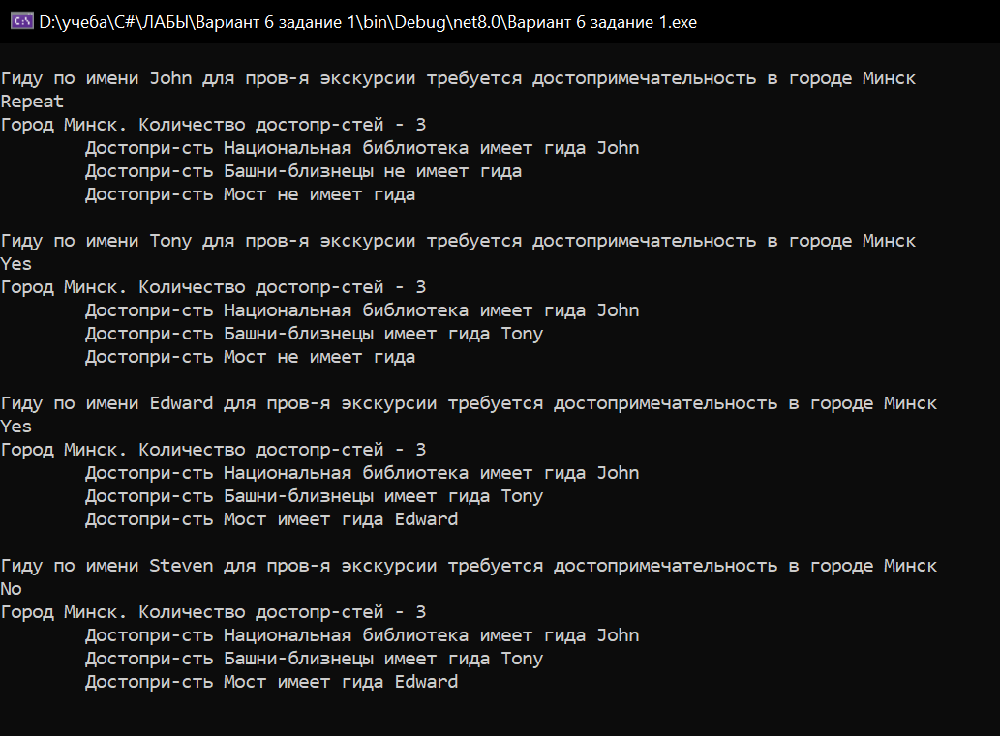 C:\ D:\учеба\C#\ЛАБЫ\Вариант 6 задание 1\bin\Debug\net8.0\Вариант 6 задание 1.exe
Гиду по имени John для пров-я экскурсии требуется достопримечательность в городе Минск
Repeat
Город Минск. Количество достопр-стей - 3
Достопри-сть Национальная библиотека имеет гида John
Достопри-сть Башни-близнецы не имеет гида
Достопри-сть Мост не имеет гида
Гиду по имени Tony для пров-я экскурсии требуется достопримечательность в городе Минск
Yes
Город Минск. Количество достопр-стей - 3
Достопри-сть Национальная библиотека имеет гида John
Достопри-сть Башни-близнецы имеет гида Tony
Достопри-сть Мост не имеет гида
Гиду по имени Edward для пров-я экскурсии требуется достопримечательность в городе Минск
Yes
Город Минск. Количество достопр-стей - 3
Достопри-сть Национальная библиотека имеет гида John
Достопри-сть Башни-близнецы имеет гида Tony
Достопри-сть Мост имеет гида Edward
Гиду по имени Steven для пров-я экскурсии требуется достопримечательность в городе Минск
No
Город Минск. Количество достопр-стей - 3
Достопри-сть Национальная библиотека имеет гида John
Достопри-сть Башни-близнецы имеет гида Tony
Достопри-сть Мост имеет гида Edward